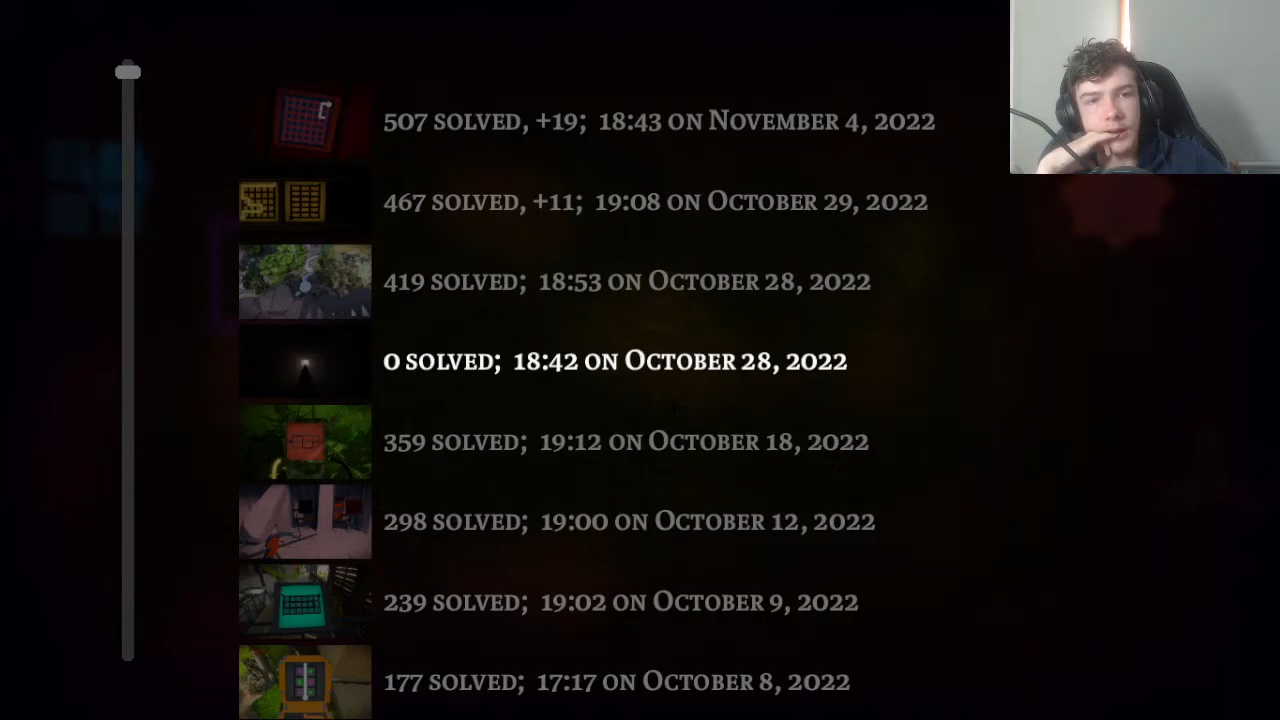 507 SOLVED, +19; 18:43 ON NOVEMBER 4, 2022
467 SOLVED, +11; 19:08 ON OCTOBER 29, 2022
419 SOLVED; 18:53 ON OCTOBER 28, 2022
0 SOLVED; 18:42 ON OCTOBER 28, 2022
359 SOLVED; 19:12 ON OCTOBER 18, 2022
298 SOLVED; 19:00 ON OCTOBER 12, 2022
239 SOLVED; 19:02 ON OCTOBER 9, 2022
177 SOLVED; 17:17 ON OCTOBER 8, 2022